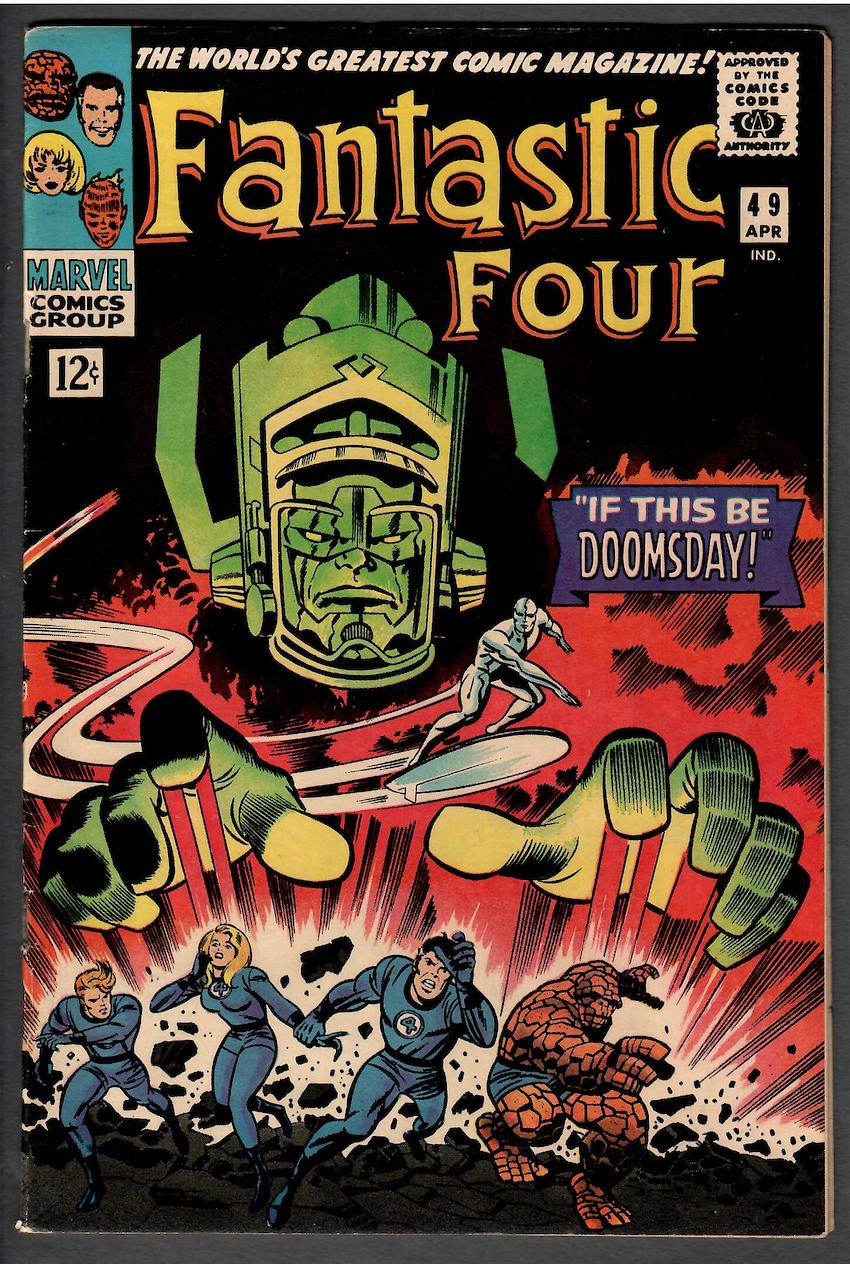 THE WORLD'S GREATEST COMIC MAGAZINE!
APPROVED
BY THE
COMICS
CODE
CA
AUTHORITY
Fantastic
Four
49
APR
IND.
MARVEL
COMICS
GROUP
12¢
"IF THIS BE
DOOMSDAY!"
4
4